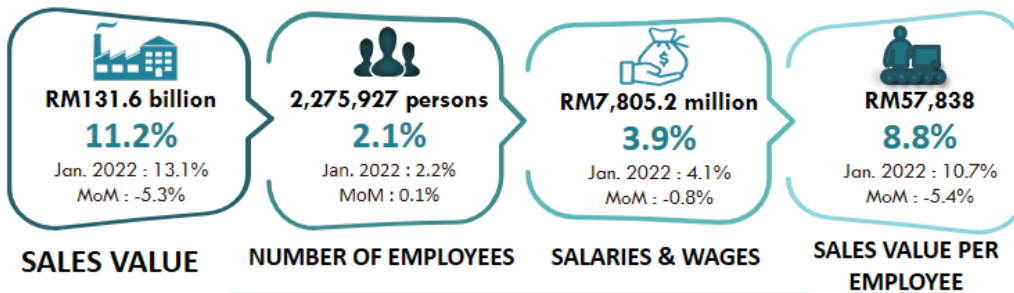 RM131.6 billion
11.2%
Jan. 2022 : 13.1%
MoM : -5.3%
SALES VALUE
2,275,927 persons
2.1%
Jan. 2022 : 2.2%
MoM : 0.1%
NUMBER OF EMPLOYEES
$
RM7,805.2 million
3.9%
Jan. 2022 : 4.1%
MoM : -0.8%
SALARIES & WAGES
RM57,838
8.8%
Jan. 2022 : 10.7%
MoM : -5.4%
SALES VALUE PER
EMPLOYEE